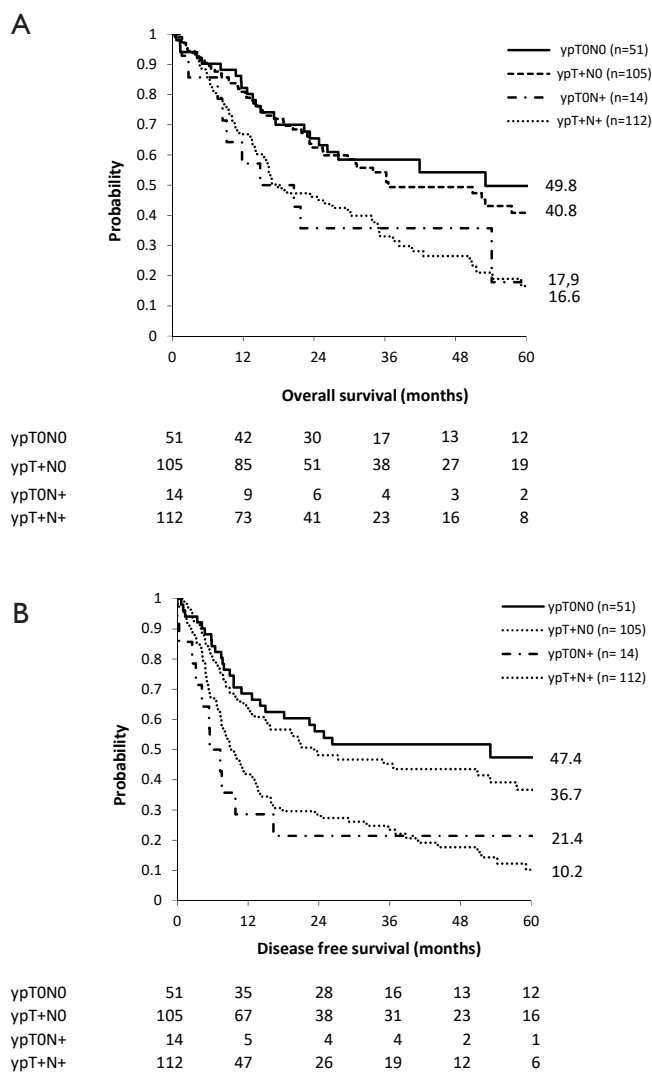 A
1
0.9
0.8
0.7
0.6
0.5
0.4
0.3
0.2
0.1
0
Probability
ypT0N0 (n=51)
ypT+N0 (n=105)
ypT0N+ (n=14)
ypT+N+ (n=112)
49.8
40.8
17,9
16.6
0 12 24 36 48 60
Overall survival (months)
ypT0N0 51 42 30 17 13 12
ypT+N0 105 85 51 38 27 19
ypT0N+ 14 9 6 4 3 2
ypT+N+ 112 73 41 23 16 8
B
1
0.9
0.8
0.7
0.6
0.5
0.4
0.3
0.2
0.1
0
Probability
ypT0N0 (n=51)
ypT+N0 (n= 105)
ypT0N+ (n= 14)
ypT+N+ (n= 112)
47.4
36.7
21.4
10.2
0 12 24 36 48 60
Disease free survival (months)
ypT0N0 51 35 28 16 13 12
ypT+N0 105 67 38 31 23 16
ypT0N+ 14 5 4 4 2 1
ypT+N+ 112 47 26 19 12 6